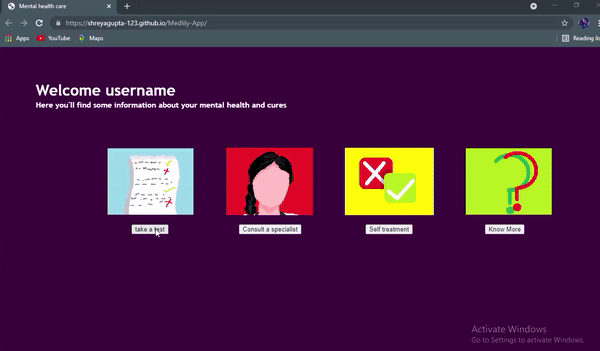 Mental health care
https://shreyagupta-123.github.io/Medlily-App/
Apps YouTube Maps Reading lis
Welcome username
Here you'll find some information about your mental health and cures
take a test Consult a specialist Self treatment Know More
Activate Windows
Go to Settings to activate Windows.